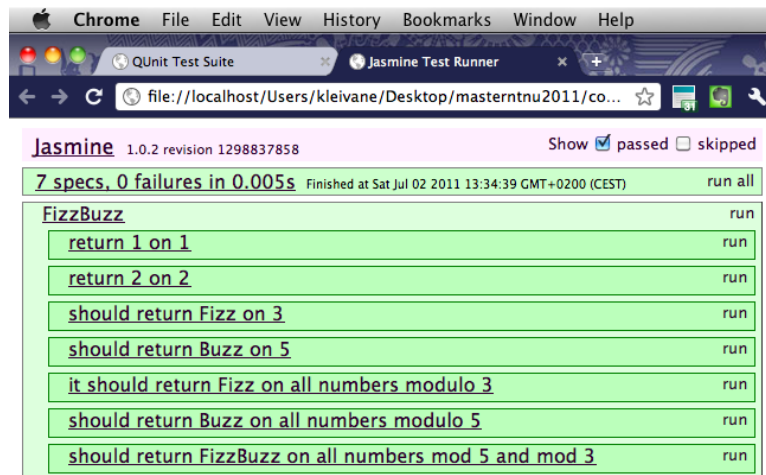 Chrome File Edit View History Bookmarks Window Help
QUnit Test Suite × Jasmine Test Runner × +
file://localhost/Users/kleivane/Desktop/masterntnu2011/co... 31
Jasmine 1.0.2 revision 1298837858 Show passed skipped
7 specs, 0 failures in 0.005s Finished at Sat Jul 02 2011 13:34:39 GMT+0200 (CEST) run all
FizzBuzz run
return 1 on 1 run
return 2 on 2 run
should return Fizz on 3 run
should return Buzz on 5 run
it should return Fizz on all numbers modulo 3 run
should return Buzz on all numbers modulo 5 run
should return FizzBuzz on all numbers mod 5 and mod 3 run